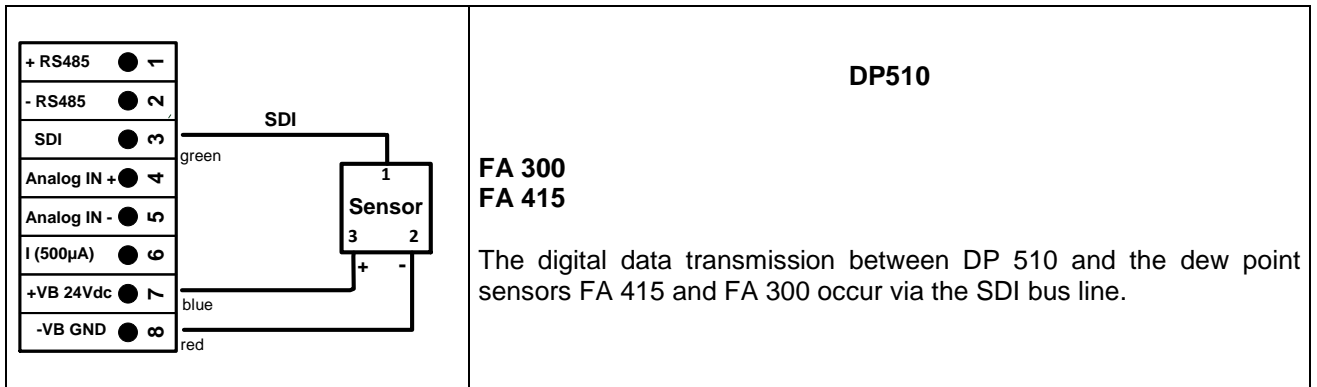 + RS485 1
- RS485 2
SDI 3
Analog IN + 4
Analog IN - 5
I (500µA) 6
+VB 24Vdc 7
-VB GND 8
SDI
green
1
Sensor
3 2
+ -
blue
red
DP510
FA 300
FA 415
The digital data transmission between DP 510 and the dew point
sensors FA 415 and FA 300 occur via the SDI bus line.